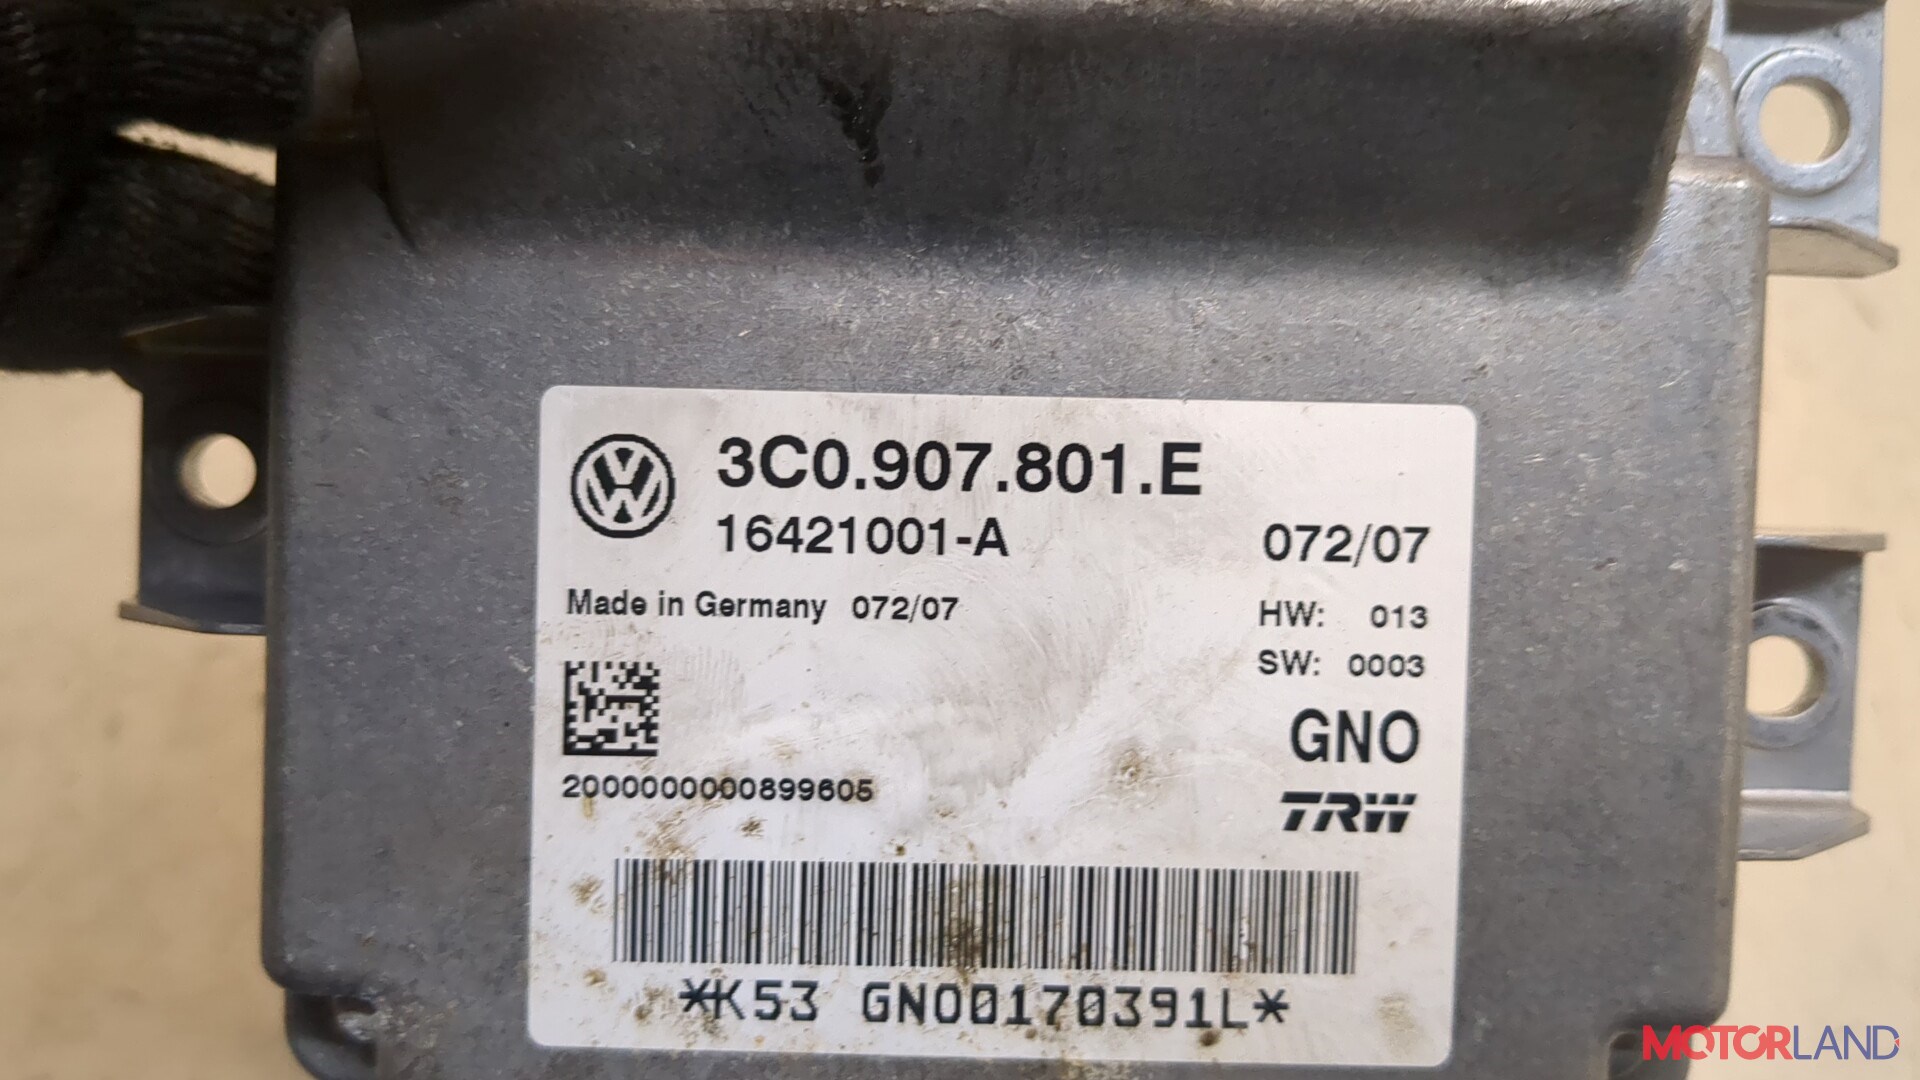 3C0.907.801.E
16421001-A 072/07
Made in Germany 072/07 HW: 013
SW: 0003
GNO
2000000000899605
TRW
*K53 GNO0170391L*
MOTORLAND